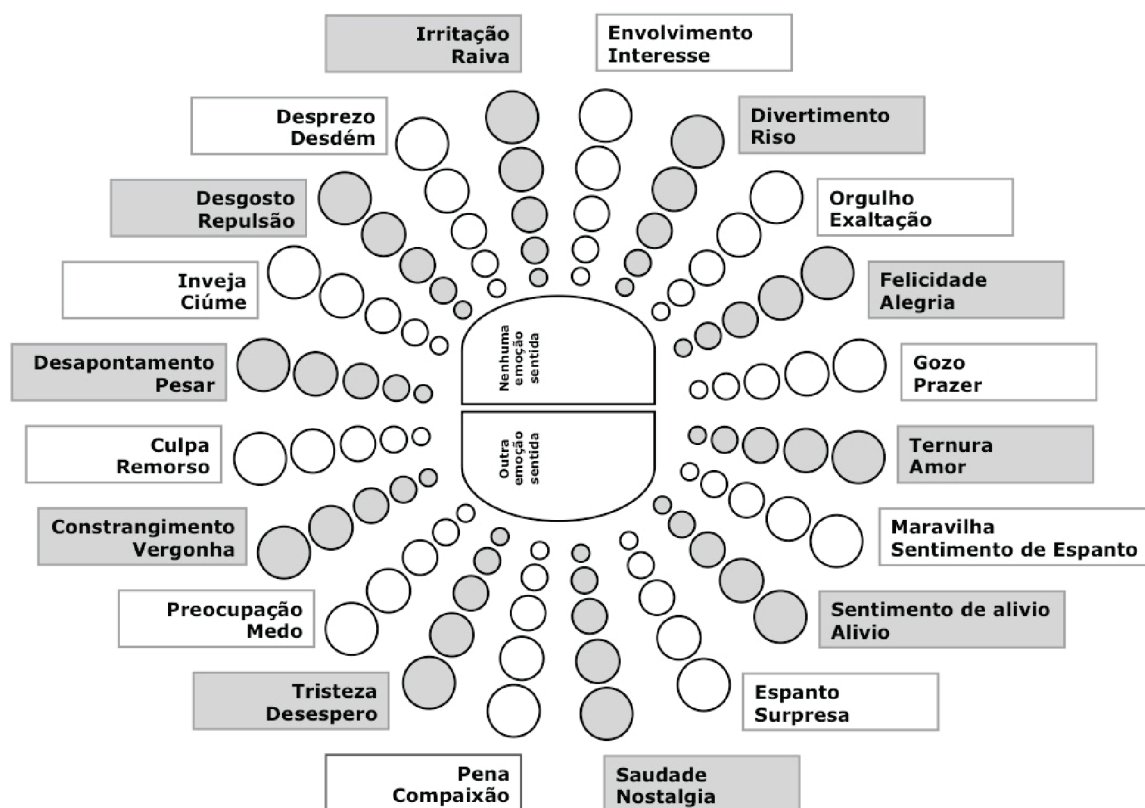 Irritação
Raiva
Envolvimento
Interesse
Desprezo
Desdém
Divertimento
Riso
Desgosto
Repulsão
Orgulho
Exaltação
Inveja
Ciúme
Felicidade
Alegria
Desapontamento
Pesar
Nenhuma
emoção
sentida
Gozo
Prazer
Culpa
Remorso
Outra
emoção
sentida
Ternura
Amor
Constrangimento
Vergonha
Maravilha
Sentimento de Espanto
Preocupação
Medo
Sentimento de alivio
Alivio
Tristeza
Desespero
Espanto
Surpresa
Pena
Compaixão
Saudade
Nostalgia